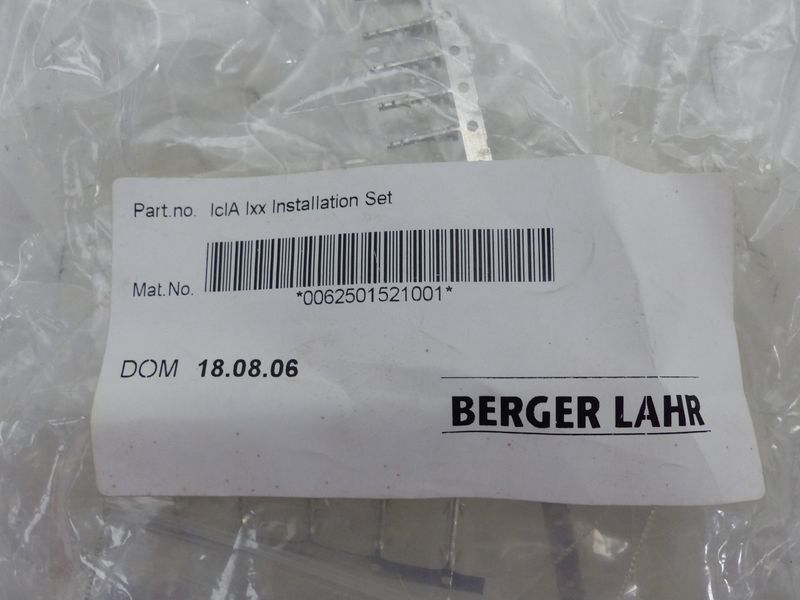 Part.no. IclA Ixx Installation Set
Mat.No.
*0062501521001*
DOM 18.08.06
BERGER LAHR